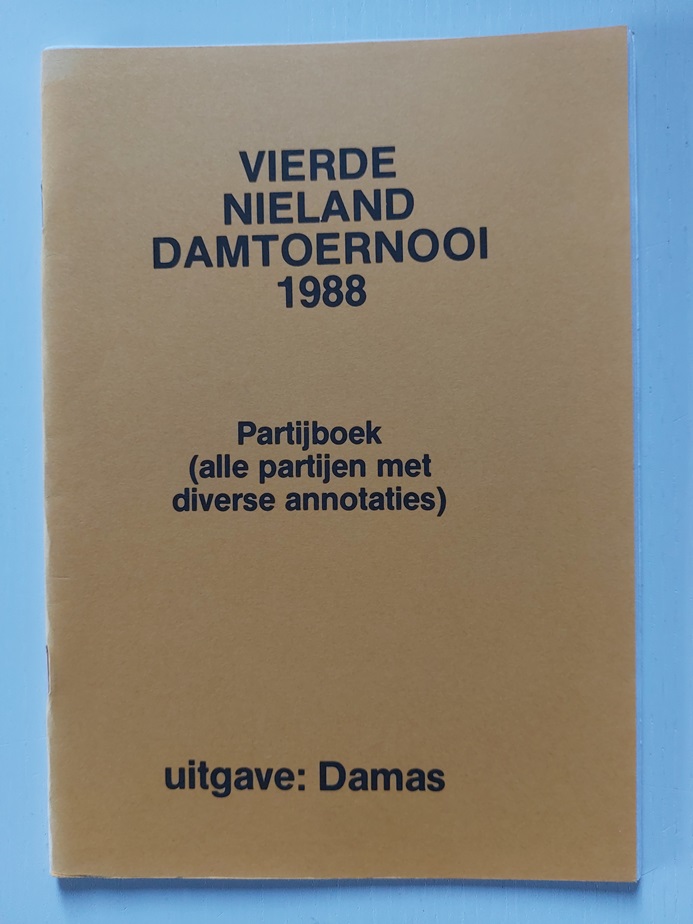 VIERDE
NIELAND
DAMTOERNOOI
1988
Partijboek
(alle partijen met
diverse annotaties)
uitgave: Damas